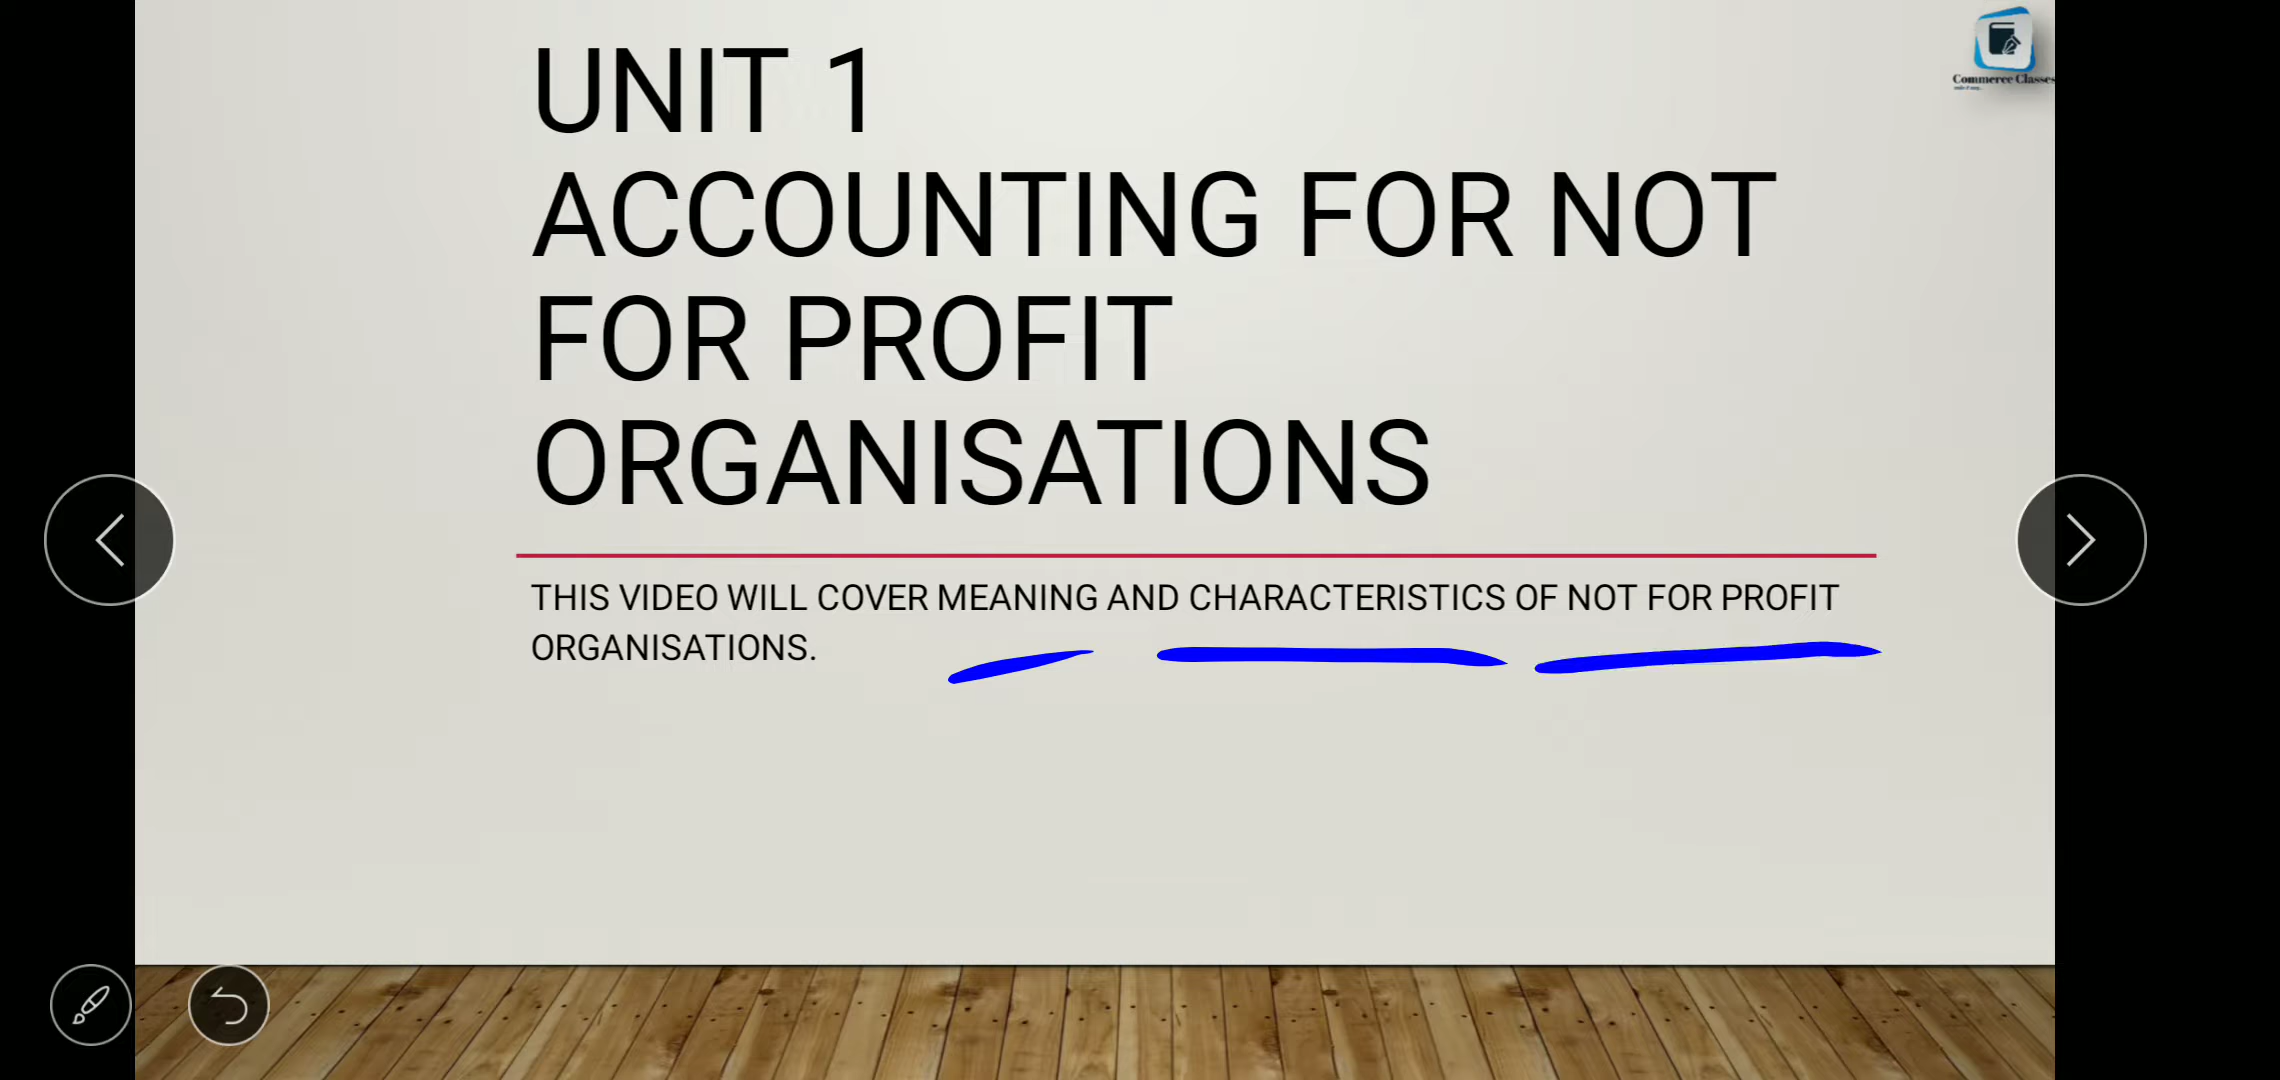 Commerce Classes
UNIT 1
ACCOUNTING FOR NOT
FOR PROFIT
ORGANISATIONS
THIS VIDEO WILL COVER MEANING AND CHARACTERISTICS OF NOT FOR PROFIT
ORGANISATIONS.